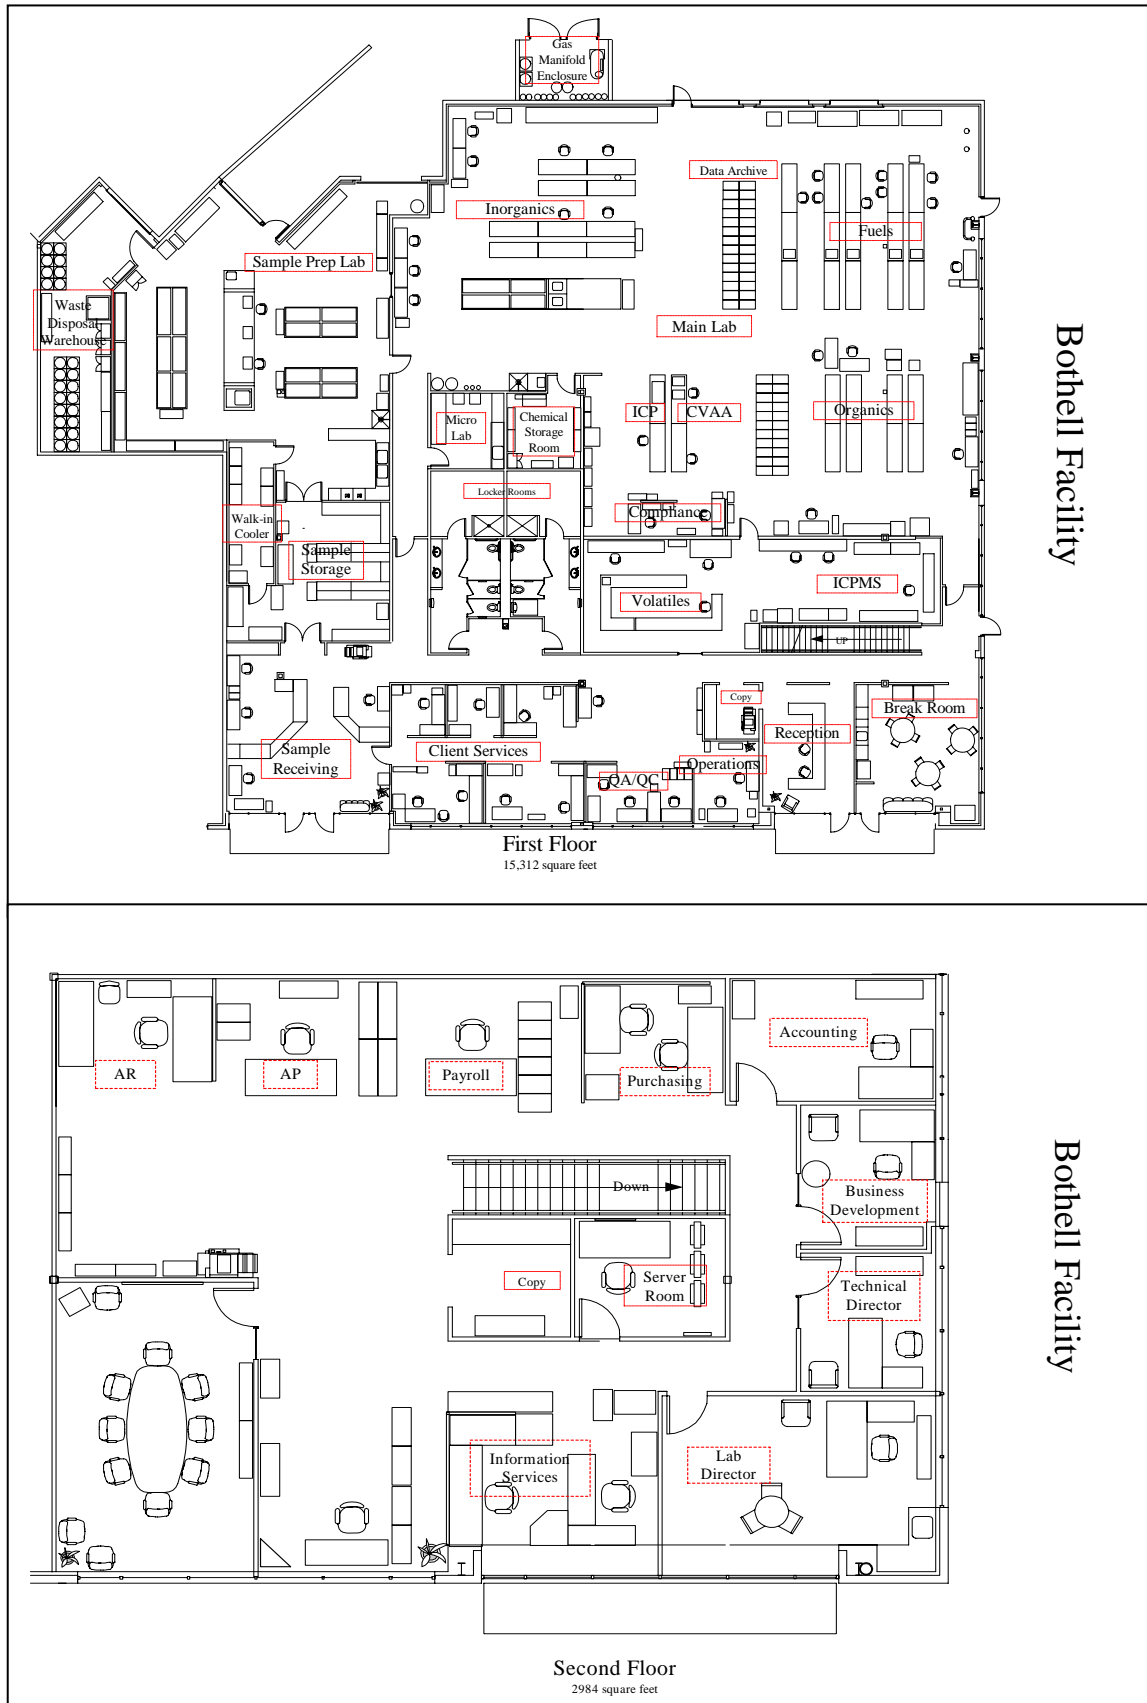 Gas
Manifold
Enclosure
Data Archive
Inorganics
Fuels
Sample Prep Lab
Waste
Disposal
Warehouse
Main Lab
Bothell Facility
ICP
CVAA
Organics
Micro
Lab
Chemical
Storage
Room
Locker Rooms
Compliance
Walk-in
Cooler
Sample
Storage
ICPMS
Volatiles
UP
Copy
Break Room
Reception
Sample
Receiving
Client Services
Operations
QA/QC
First Floor
15,312 square feet
Accounting
AR
AP
Payroll
Purchasing
Bothell Facility
Down
Business
Development
Copy
Server
Room
Technical
Director
Information
Services
Lab
Director
Second Floor
2984 square feet